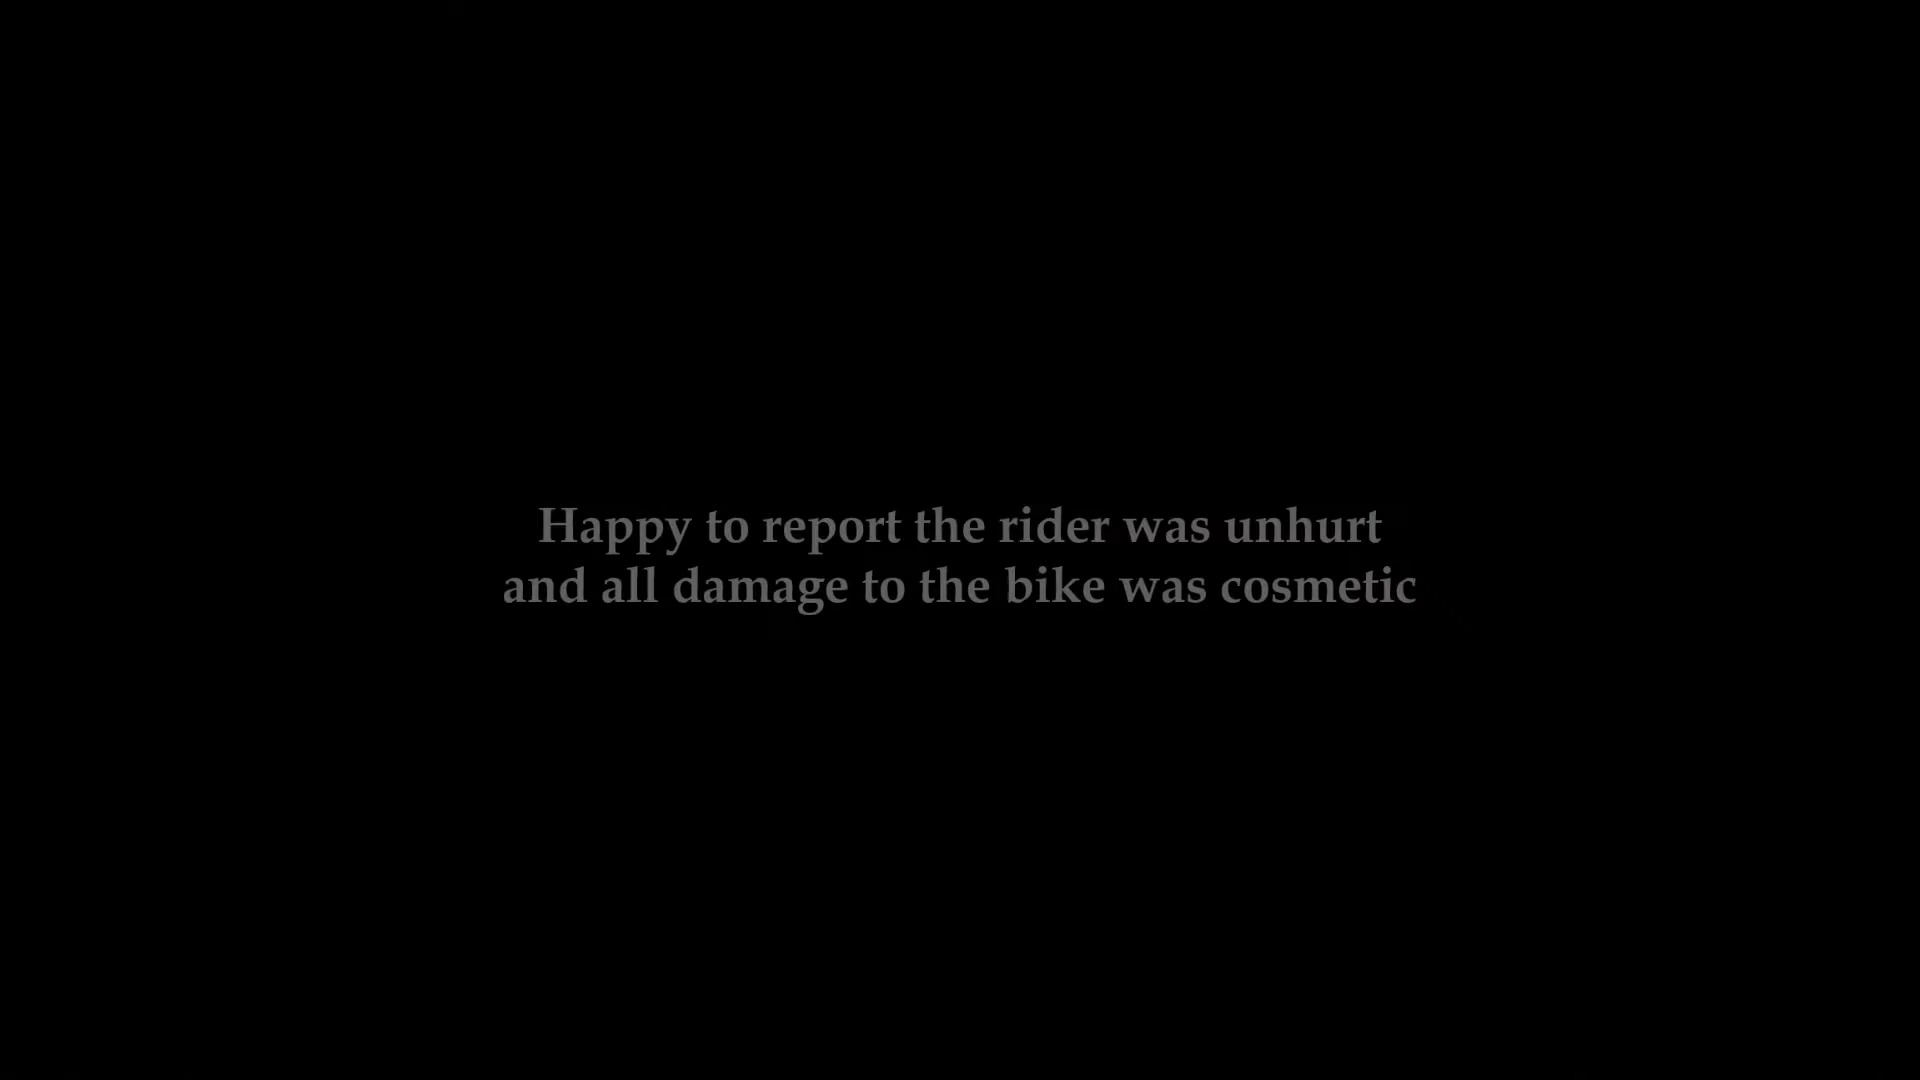 Happy to report the rider was unhurt
and all damage to the bike was cosmetic